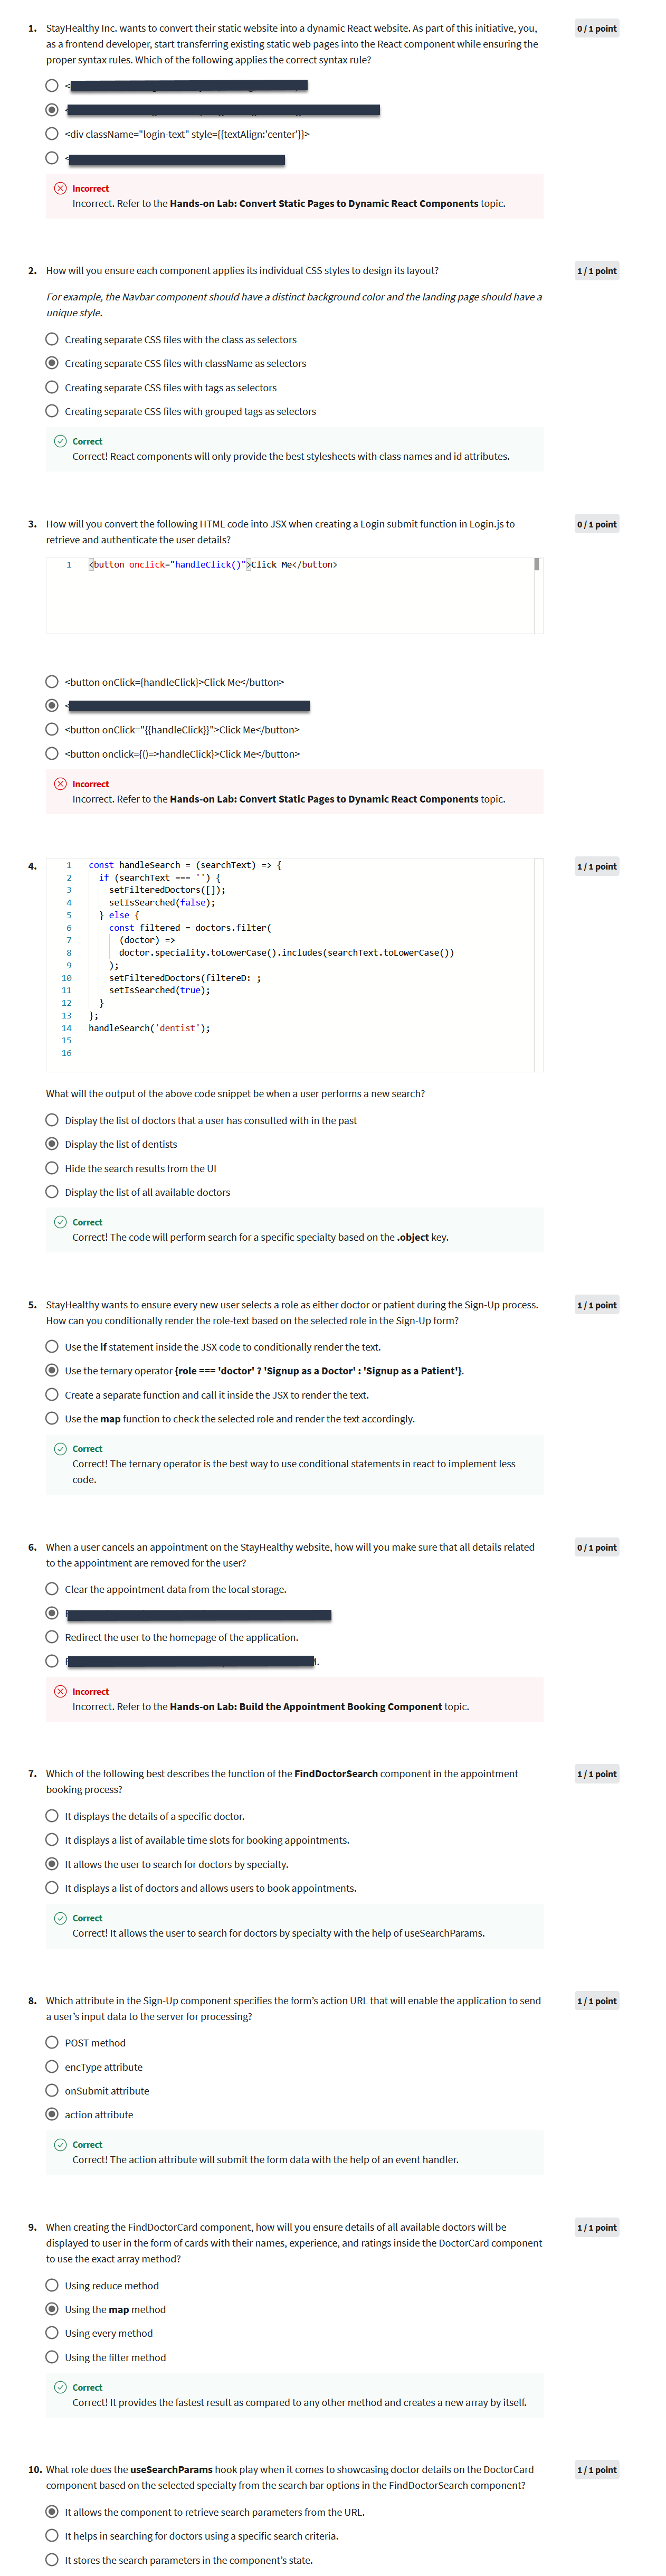 1. StayHealthy Inc. wants to convert their static website into a dynamic React website. As part of this initiative, you,
as a frontend developer, start transferring existing static web pages into the React component while ensuring the
proper syntax rules. Which of the following applies the correct syntax rule?
0 / 1 point
<div className="login-text" style={{textAlign:'center'}}>
Incorrect
Incorrect. Refer to the Hands-on Lab: Convert Static Pages to Dynamic React Components topic.
2. How will you ensure each component applies its individual CSS styles to design its layout?
1 / 1 point
For example, the Navbar component should have a distinct background color and the landing page should have a
unique style.
Creating separate CSS files with the class as selectors
Creating separate CSS files with className as selectors
Creating separate CSS files with tags as selectors
Creating separate CSS files with grouped tags as selectors
Correct
Correct! React components will only provide the best stylesheets with class names and id attributes.
3. How will you convert the following HTML code into JSX when creating a Login submit function in Login.js to
retrieve and authenticate the user details?
0 / 1 point
1 <button onclick="handleClick()">Click Me</button>
<button onClick={handleClick}>Click Me</button>
<button onClick="{{handleClick}}">Click Me</button>
<button onclick={()=>handleClick}>Click Me</button>
Incorrect
Incorrect. Refer to the Hands-on Lab: Convert Static Pages to Dynamic React Components topic.
4.
1 / 1 point
1 const handleSearch = (searchText) => {
2 if (searchText === '') {
3 setFilteredDoctors([]);
4 setIsSearched(false);
5 } else {
6 const filtered = doctors.filter(
7 (doctor) =>
8 doctor.speciality.toLowerCase().includes(searchText.toLowerCase())
9 );
10 setFilteredDoctors(filtereD: ;
11 setIsSearched(true);
12 }
13 };
14 handleSearch('dentist');
15
16
What will the output of the above code snippet be when a user performs a new search?
Display the list of doctors that a user has consulted with in the past
Display the list of dentists
Hide the search results from the UI
Display the list of all available doctors
Correct
Correct! The code will perform search for a specific specialty based on the .object key.
5. StayHealthy wants to ensure every new user selects a role as either doctor or patient during the Sign-Up process.
How can you conditionally render the role-text based on the selected role in the Sign-Up form?
1 / 1 point
Use the if statement inside the JSX code to conditionally render the text.
Use the ternary operator {role === 'doctor' ? 'Signup as a Doctor' : 'Signup as a Patient'}.
Create a separate function and call it inside the JSX to render the text.
Use the map function to check the selected role and render the text accordingly.
Correct
Correct! The ternary operator is the best way to use conditional statements in react to implement less
code.
6. When a user cancels an appointment on the StayHealthy website, how will you make sure that all details related
to the appointment are removed for the user?
0 / 1 point
Clear the appointment data from the local storage.
Redirect the user to the homepage of the application.
Incorrect
Incorrect. Refer to the Hands-on Lab: Build the Appointment Booking Component topic.
7. Which of the following best describes the function of the FindDoctorSearch component in the appointment
booking process?
1 / 1 point
It displays the details of a specific doctor.
It displays a list of available time slots for booking appointments.
It allows the user to search for doctors by specialty.
It displays a list of doctors and allows users to book appointments.
Correct
Correct! It allows the user to search for doctors by specialty with the help of useSearchParams.
8. Which attribute in the Sign-Up component specifies the form's action URL that will enable the application to send
a user's input data to the server for processing?
1 / 1 point
POST method
encType attribute
onSubmit attribute
action attribute
Correct
Correct! The action attribute will submit the form data with the help of an event handler.
9. When creating the FindDoctorCard component, how will you ensure details of all available doctors will be
displayed to user in the form of cards with their names, experience, and ratings inside the DoctorCard component
to use the exact array method?
1 / 1 point
Using reduce method
Using the map method
Using every method
Using the filter method
Correct
Correct! It provides the fastest result as compared to any other method and creates a new array by itself.
10. What role does the useSearchParams hook play when it comes to showcasing doctor details on the DoctorCard
component based on the selected specialty from the search bar options in the FindDoctorSearch component?
1 / 1 point
It allows the component to retrieve search parameters from the URL.
It helps in searching for doctors using a specific search criteria.
It stores the search parameters in the component's state.